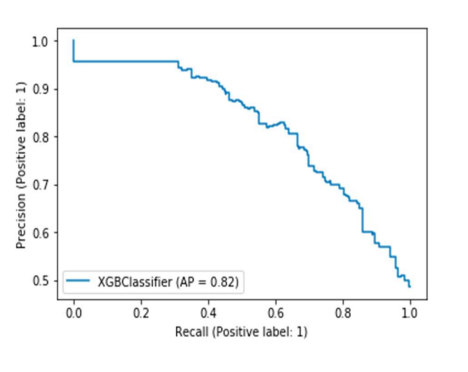 1.0
0.9
0.8
0.7
0.6
0.5
Precision (Positive label: 1)
XGBClassifier (AP = 0.82)
0.0 0.2 0.4 0.6 0.8 1.0
Recall (Positive label: 1)